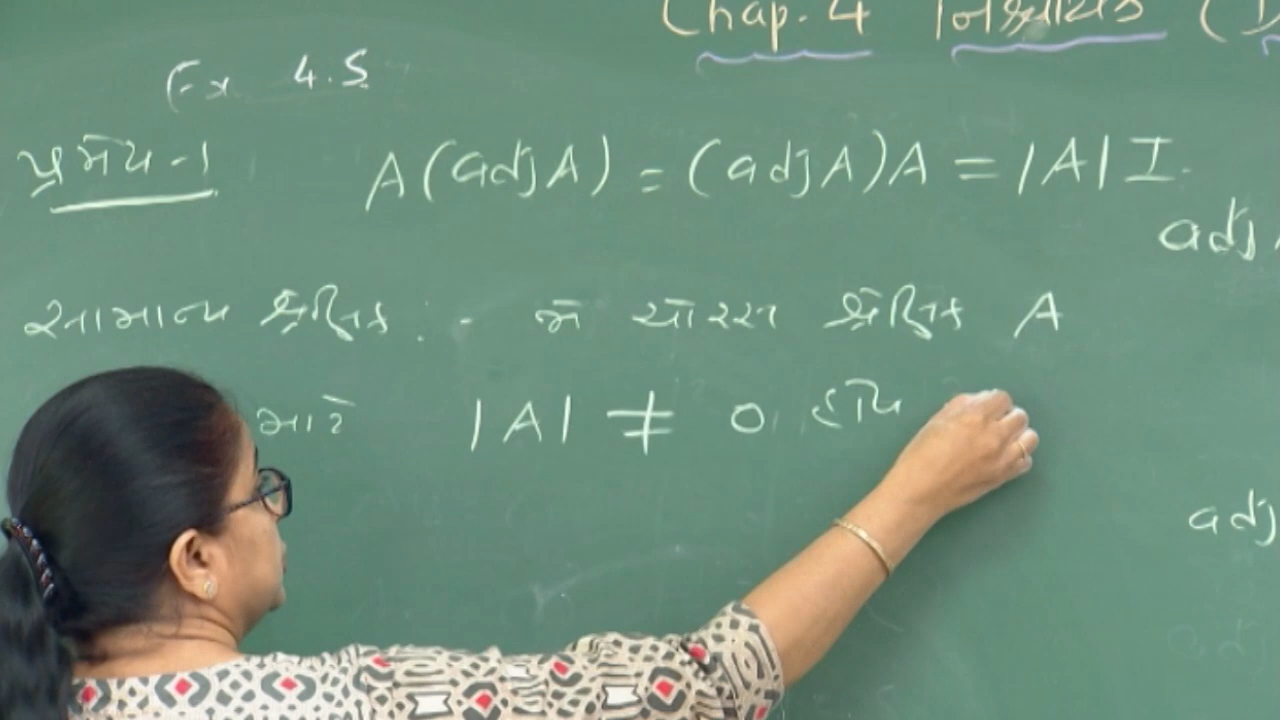 Chap. 4 નિશ્ચાયક (D
Ex 4.5
પ્રમેય-1 A(adjA) = (adjA)A = |A| I.
adj A
સામાન્ય શ્રેણિક : જો ચોરસ શ્રેણિક A
માટે |A| ≠ 0 હોય
adj